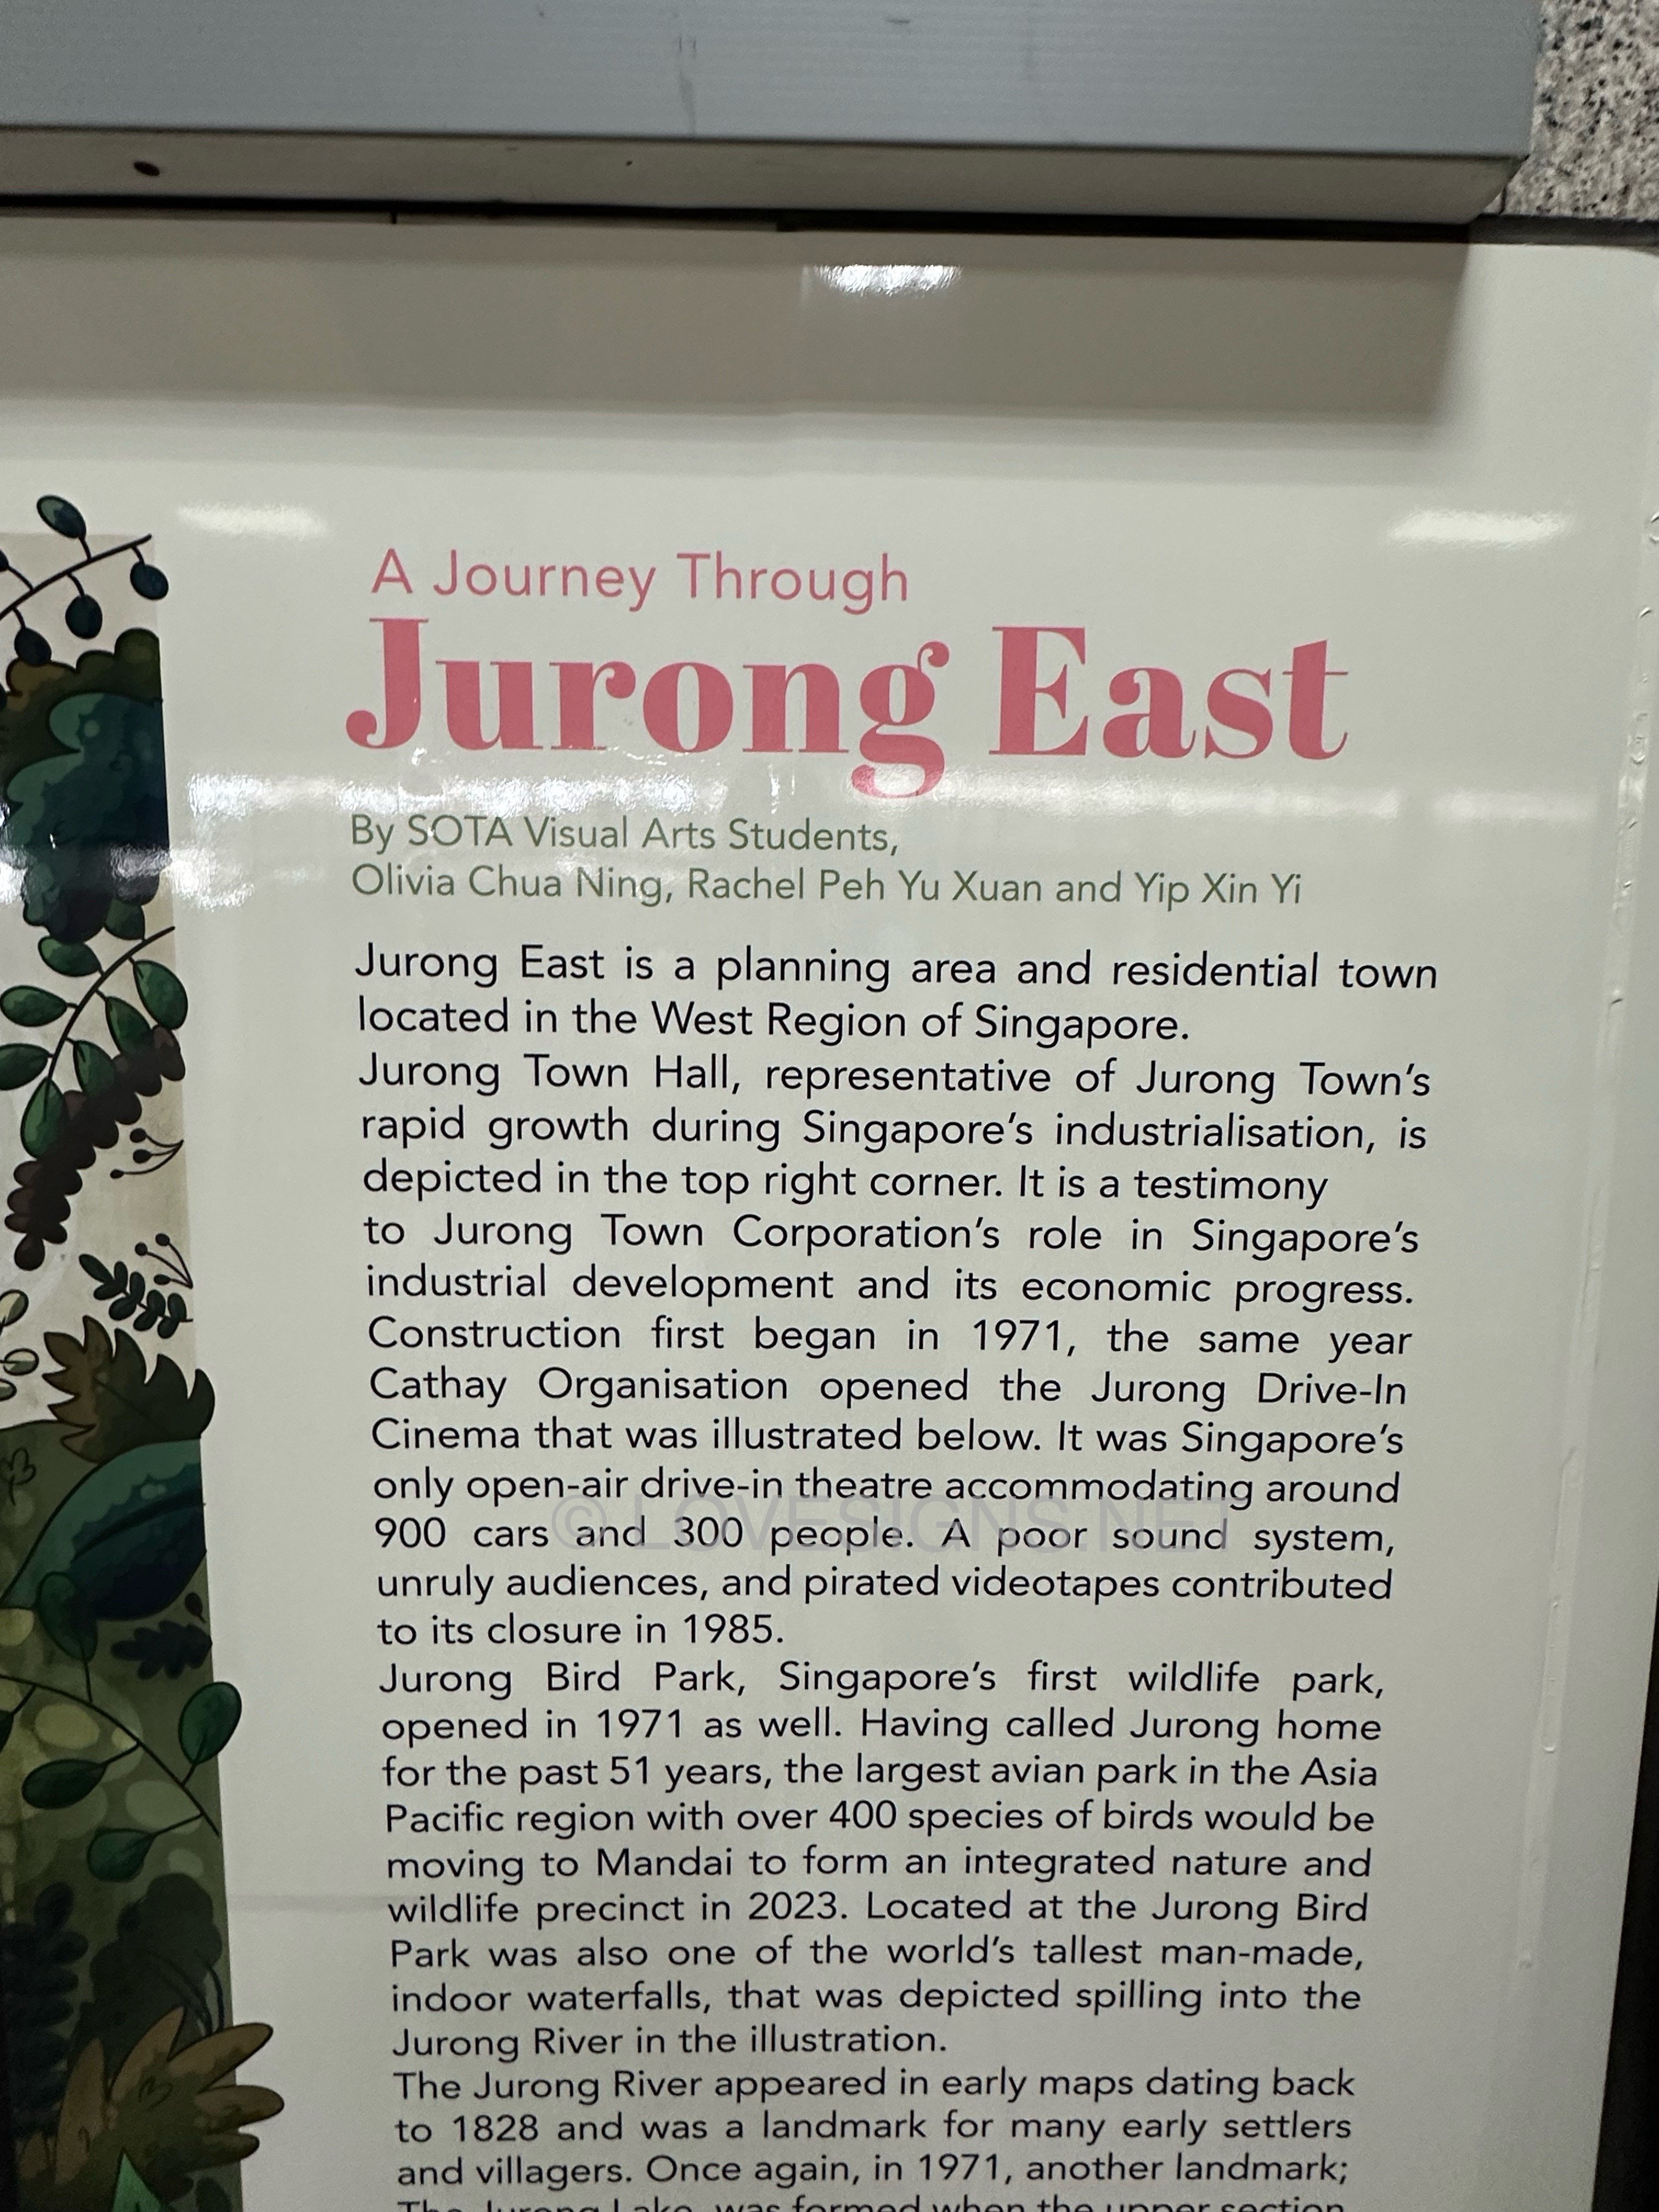 A Journey Through
Jurong East
By SOTA Visual Arts Students,
Olivia Chua Ning, Rachel Peh Yu Xuan and Yip Xin Yi
Jurong East is a planning area and residential town
located in the West Region of Singapore.
Jurong Town Hall, representative of Jurong Town's
rapid growth during Singapore's industrialisation, is
depicted in the top right corner. It is a testimony
to Jurong Town Corporation's role in Singapore's
industrial development and its economic progress.
Construction first began in 1971, the same year
Cathay Organisation opened the Jurong Drive-In
Cinema that was illustrated below. It was Singapore's
only open-air drive-in theatre accommodating around
900 cars and 300 people. A poor sound system,
© LOVESIGNS.NET
unruly audiences, and pirated videotapes contributed
to its closure in 1985.
Jurong Bird Park, Singapore's first wildlife park,
opened in 1971 as well. Having called Jurong home
for the past 51 years, the largest avian park in the Asia
Pacific region with over 400 species of birds would be
moving to Mandai to form an integrated nature and
wildlife precinct in 2023. Located at the Jurong Bird
Park was also one of the world's tallest man-made,
indoor waterfalls, that was depicted spilling into the
Jurong River in the illustration.
The Jurong River appeared in early maps dating back
to 1828 and was a landmark for many early settlers
and villagers. Once again, in 1971, another landmark;
The Jurong Lake, was formed when the upper section